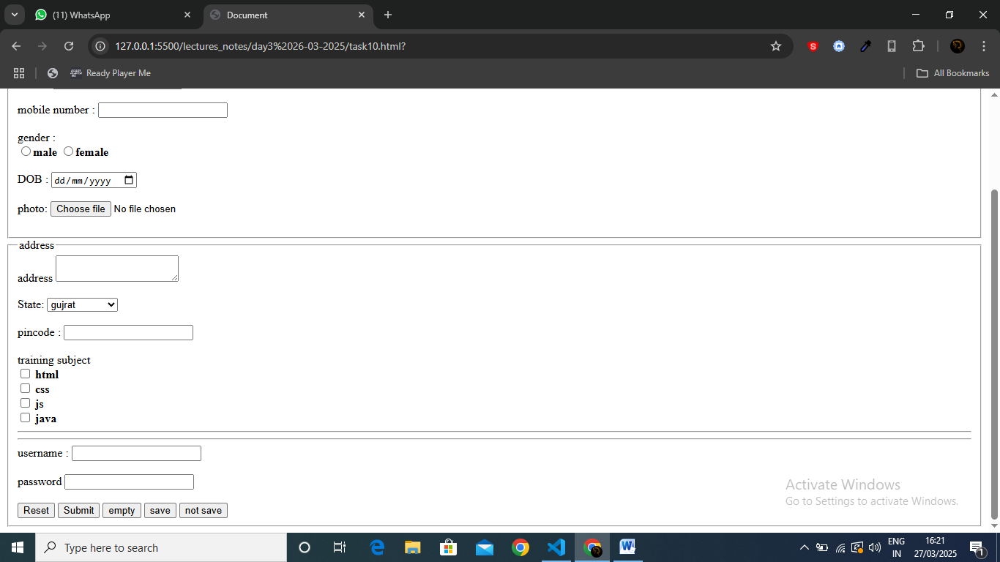 (11) WhatsApp
Document
127.0.0.1:5500/lectures_notes/day3%2026-03-2025/task10.html?
Ready Player Me
All Bookmarks
mobile number :
gender :
male female
DOB : dd/mm/yyyy
photo: Choose file No file chosen
address
address
State: gujrat
pincode :
training subject
html
css
js
java
username :
password
Reset Submit empty save not save
Activate Windows
Go to Settings to activate Windows.
Type here to search
ENG
IN
16:21
27/03/2025
1